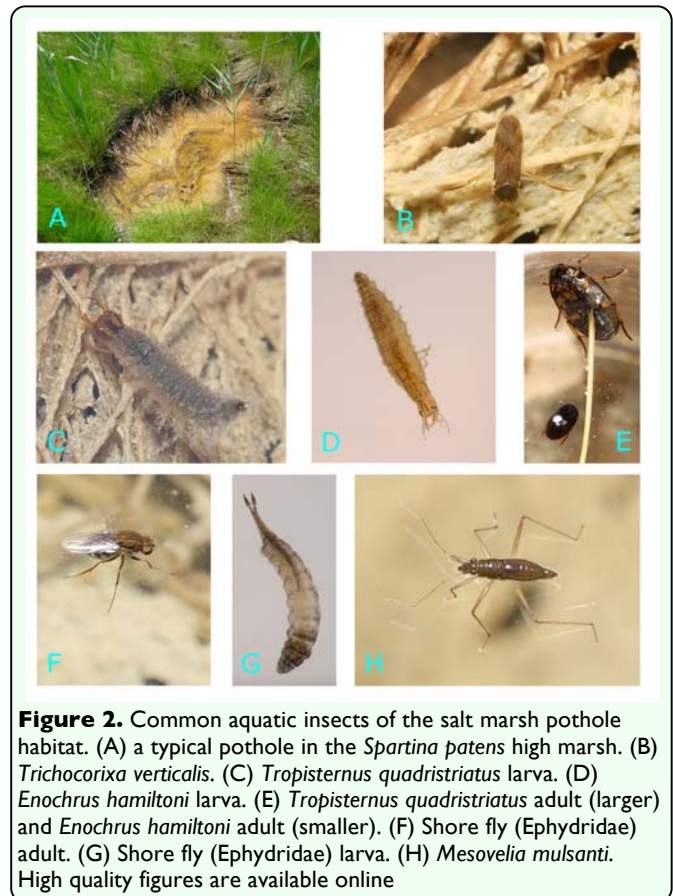 A
B
C
D
E
F
G
H
Figure 2. Common aquatic insects of the salt marsh pothole
habitat. (A) a typical pothole in the Spartina patens high marsh. (B)
Trichocorixa verticalis. (C) Tropisternus quadristriatus larva. (D)
Enochrus hamiltoni larva. (E) Tropisternus quadristriatus adult (larger)
and Enochrus hamiltoni adult (smaller). (F) Shore fly (Ephydridae)
adult. (G) Shore fly (Ephydridae) larva. (H) Mesovelia mulsanti.
High quality figures are available online